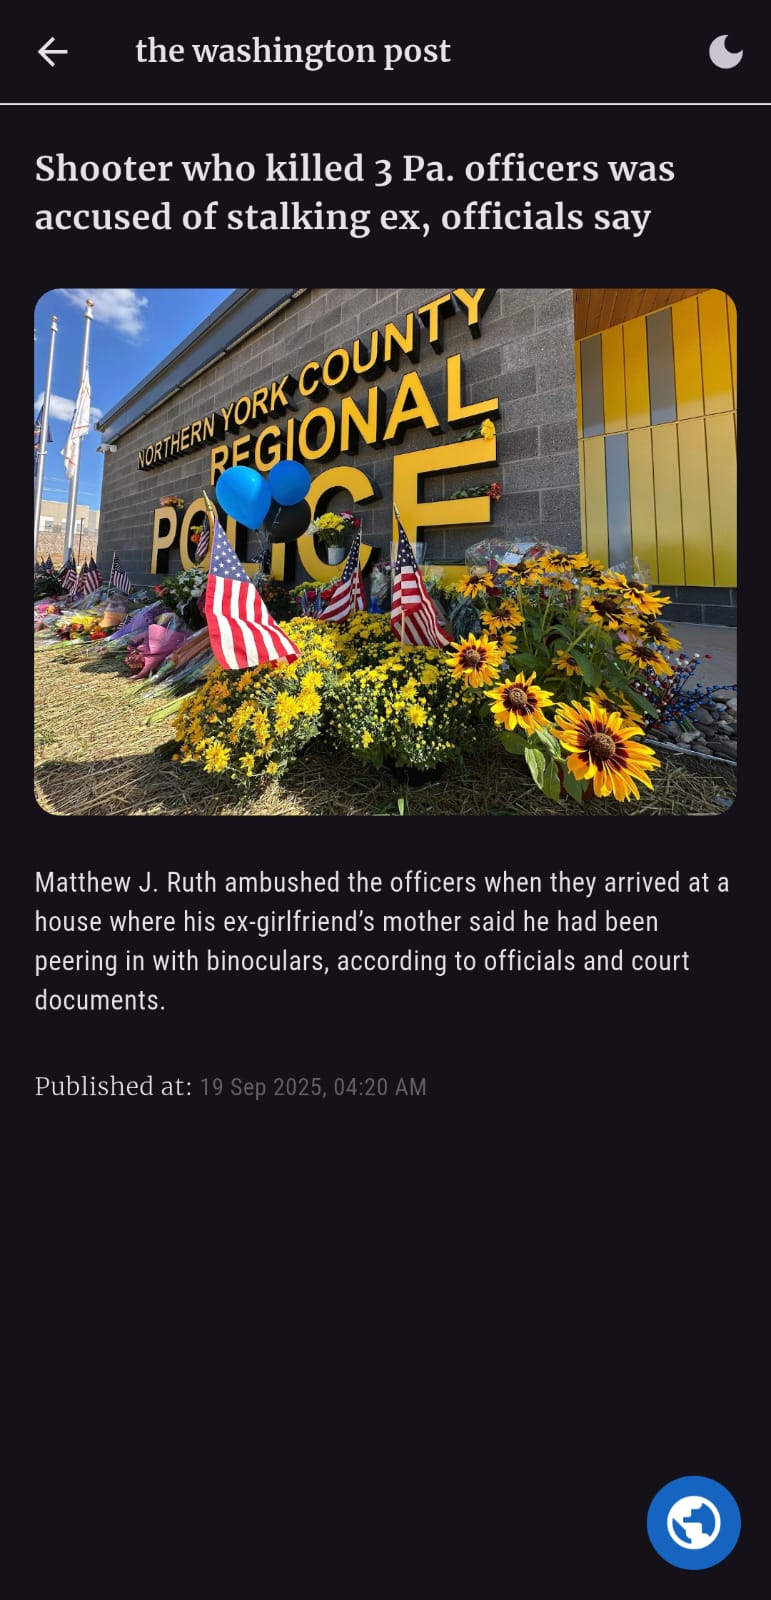 the washington post
Shooter who killed 3 Pa. officers was
accused of stalking ex, officials say
NORTHERN YORK COUNTY
REGIONAL
POLICE
Matthew J. Ruth ambushed the officers when they arrived at a
house where his ex-girlfriend’s mother said he had been
peering in with binoculars, according to officials and court
documents.
Published at: 19 Sep 2025, 04:20 AM